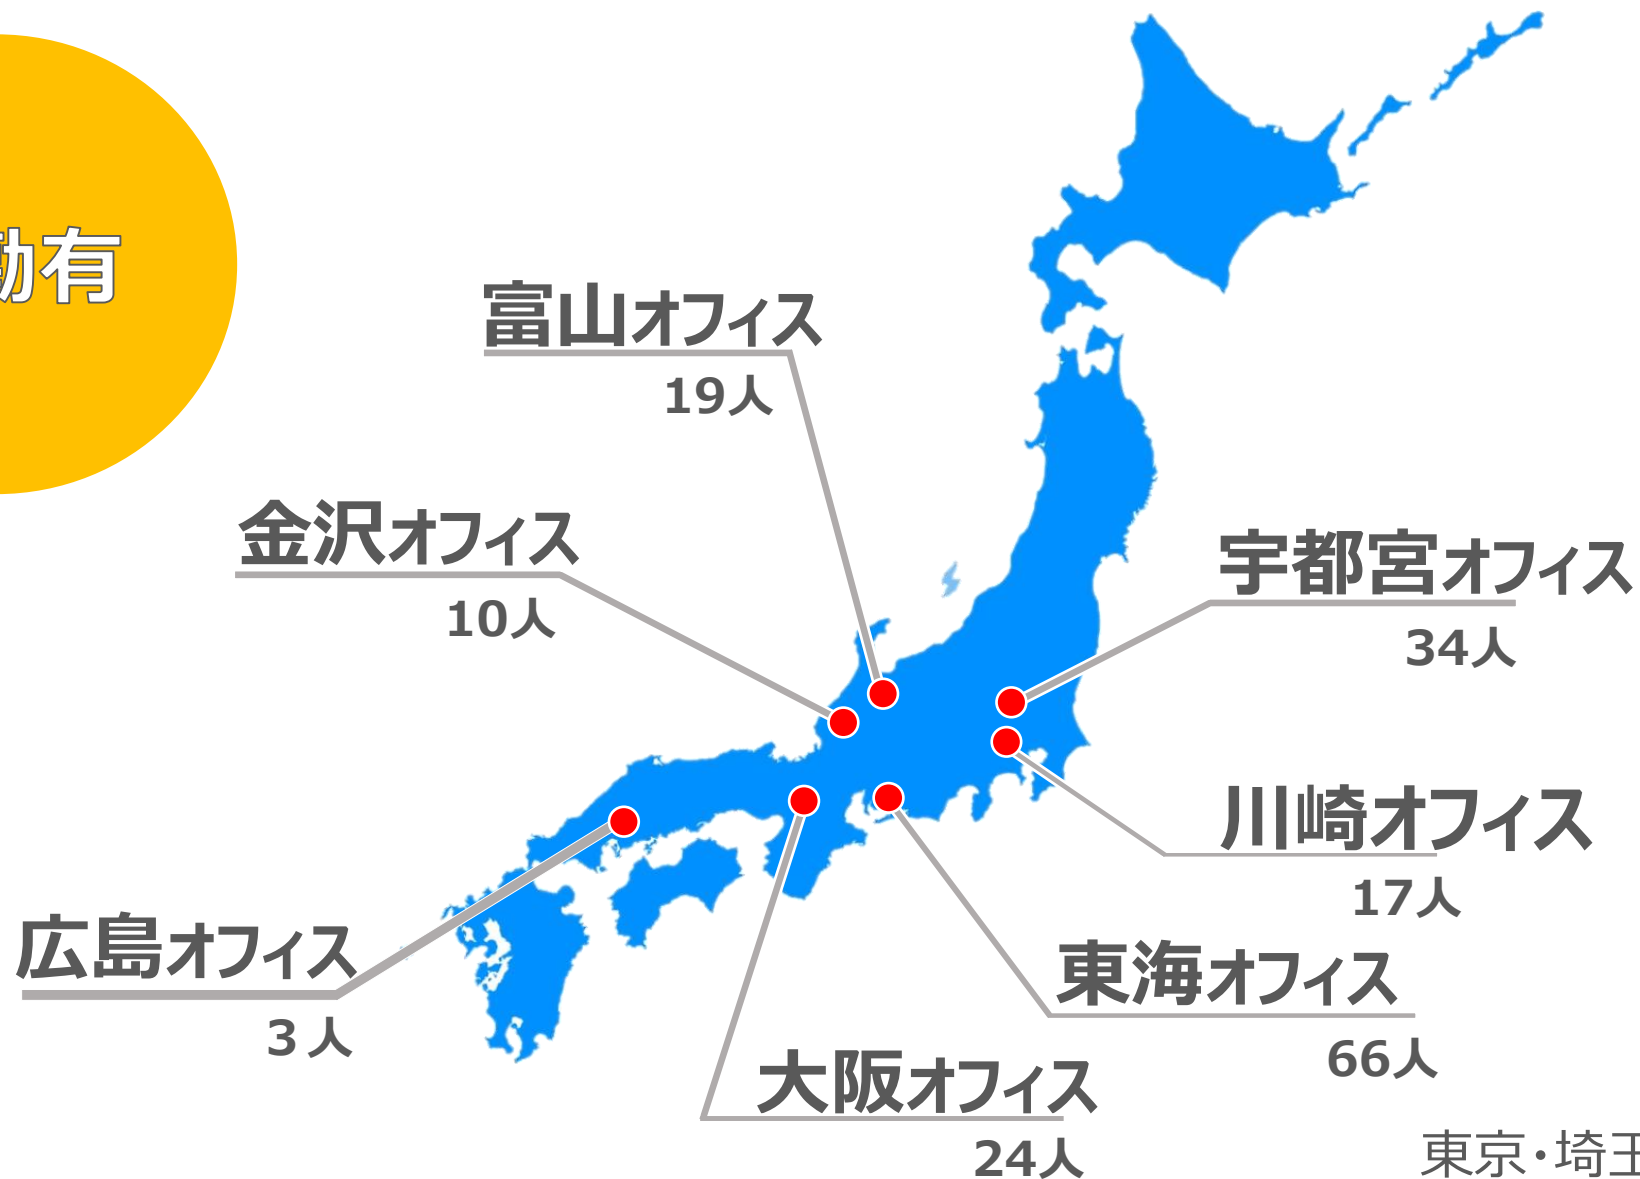 富山オフィス
19人
動有
金沢オフィス
10人
宇都宮オフィス
34人
川崎オフィス
17人
広島オフィス
3人
東海オフィス
66人
大阪オフィス
24人
東京・埼玉